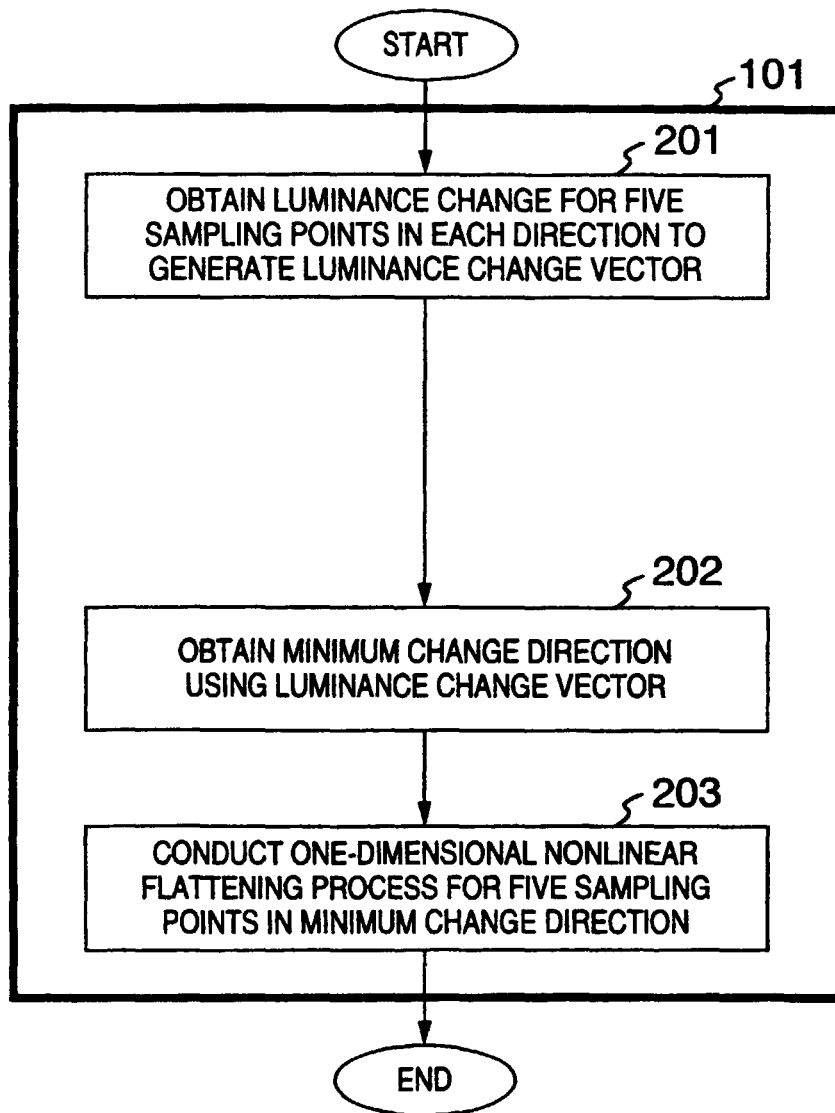 START
101
201
OBTAIN LUMINANCE CHANGE FOR FIVE
SAMPLING POINTS IN EACH DIRECTION TO
GENERATE LUMINANCE CHANGE VECTOR
202
OBTAIN MINIMUM CHANGE DIRECTION
USING LUMINANCE CHANGE VECTOR
203
CONDUCT ONE-DIMENSIONAL NONLINEAR
FLATTENING PROCESS FOR FIVE SAMPLING
POINTS IN MINIMUM CHANGE DIRECTION
END